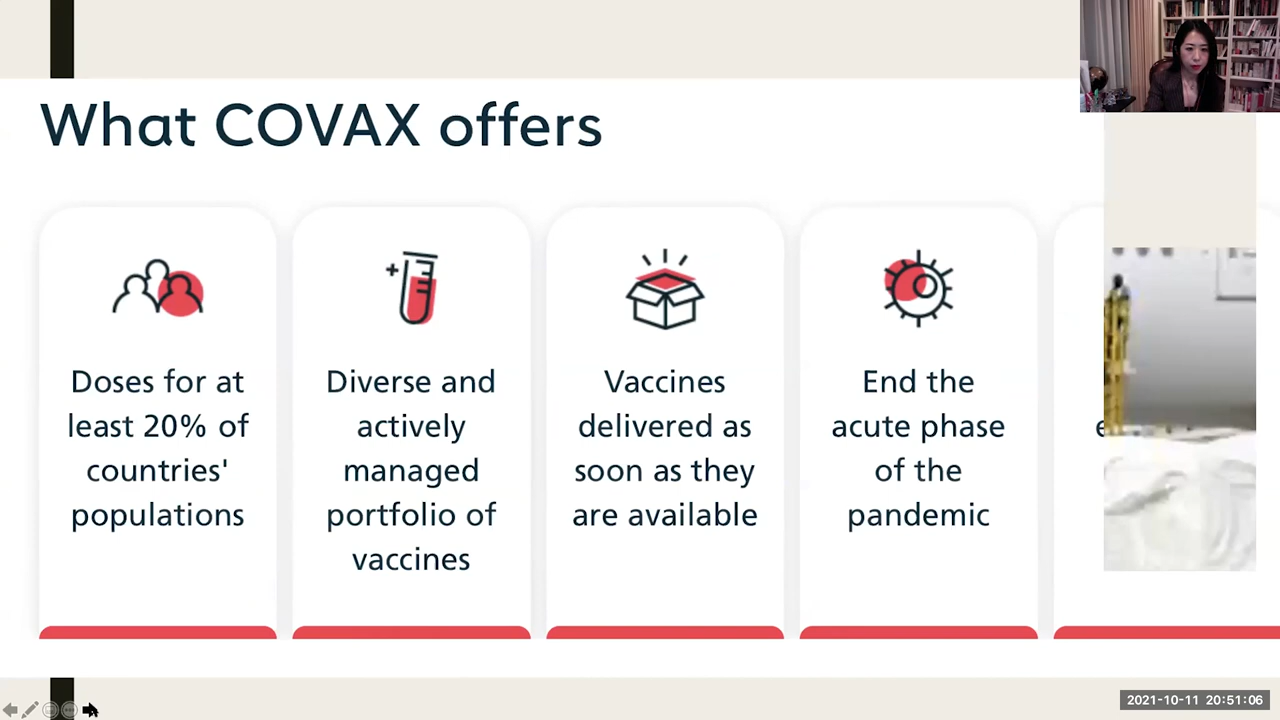 What COVAX offers
Doses for at
least 20% of
countries'
populations
Diverse and
actively
managed
portfolio of
vaccines
Vaccines
delivered as
soon as they
are available
End the
acute phase
of the
pandemic
2021-10-11 20:51:06